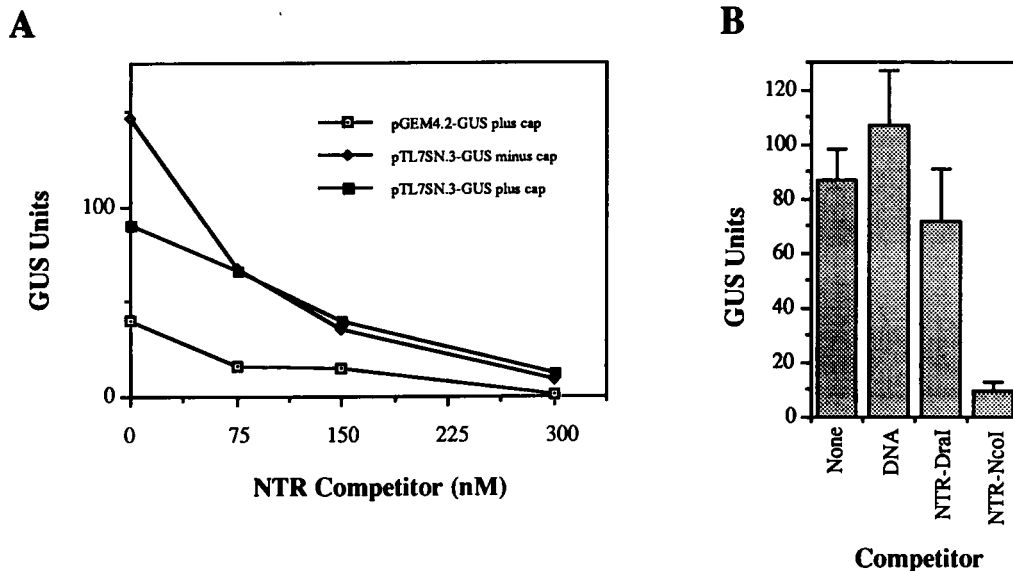 A
pGEM4.2-GUS plus cap
pTL7SN.3-GUS minus cap
pTL7SN.3-GUS plus cap
GUS Units
100
0
0 75 150 225 300
NTR Competitor (nM)
B
GUS Units
120
100
80
60
40
20
0
None
DNA
NTR-DraI
NTR-NcoI
Competitor